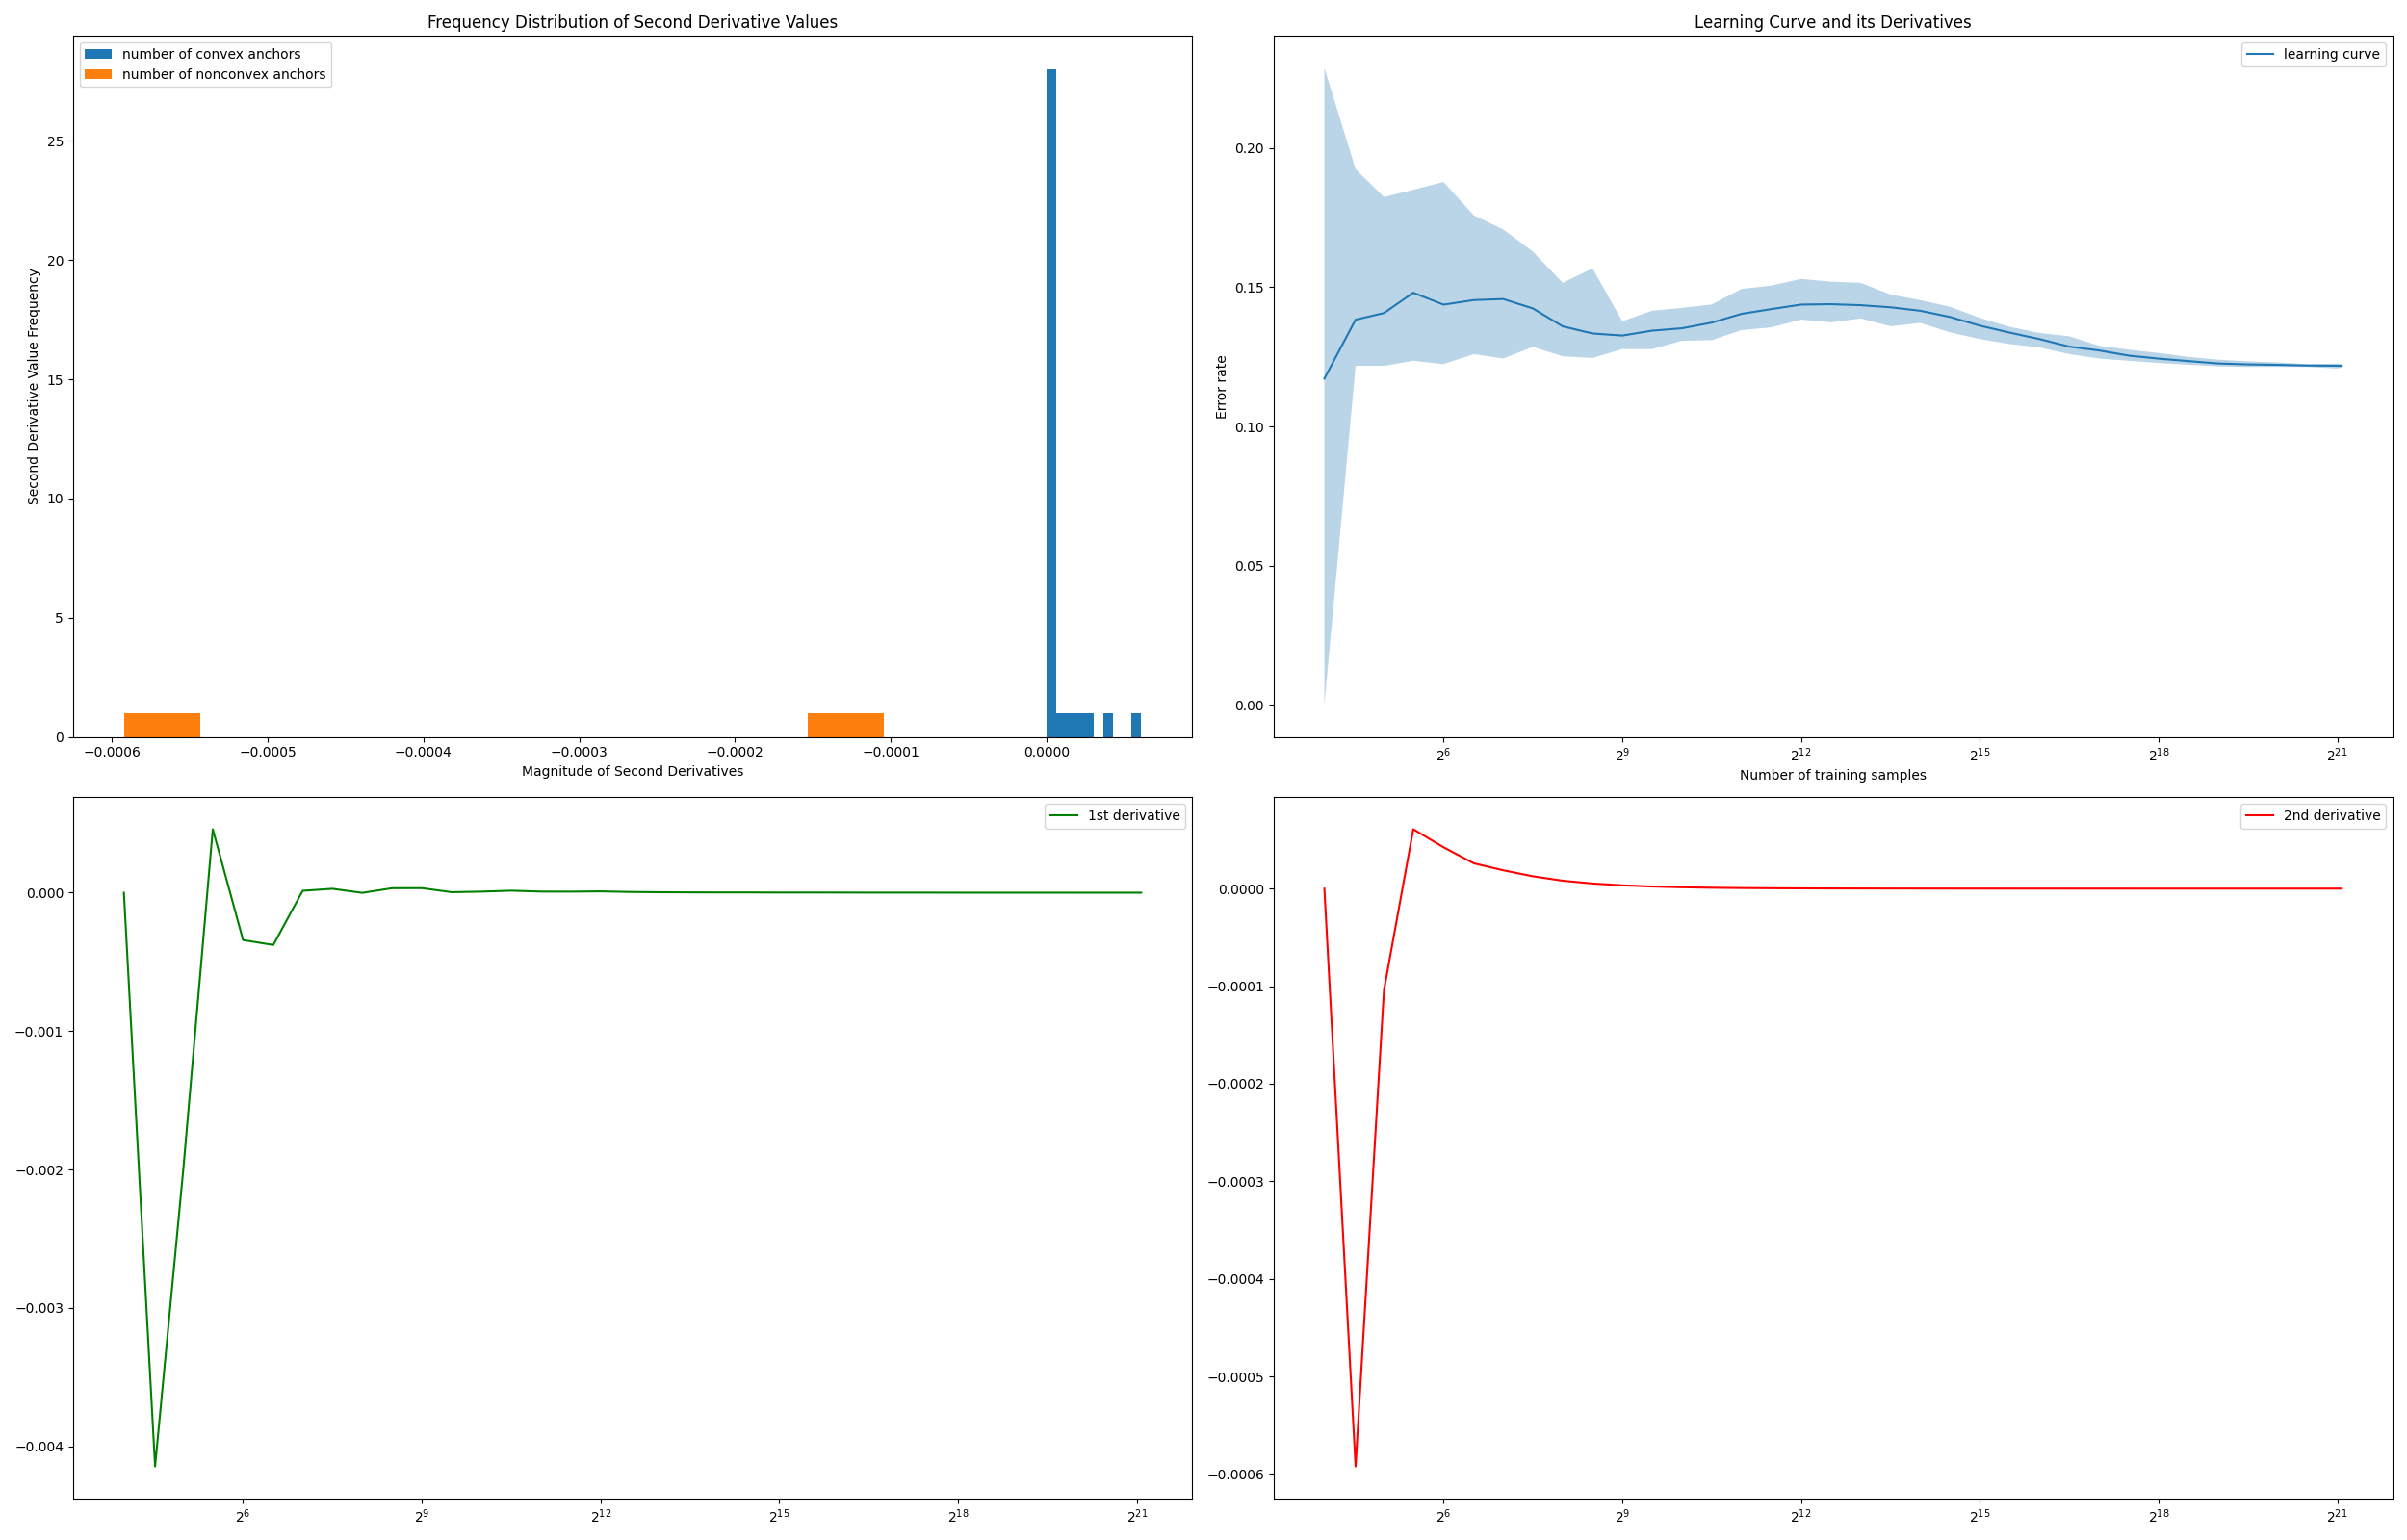 Frequency Distribution of Second Derivative Values
number of convex anchors
number of nonconvex anchors
Second Derivative Value Frequency
25
20
15
10
5
0
−0.0006 −0.0005 −0.0004 −0.0003 −0.0002 −0.0001 0.0000
Magnitude of Second Derivatives
Learning Curve and its Derivatives
learning curve
Error rate
0.20
0.15
0.10
0.05
0.00
2^6 2^9 2^12 2^15 2^18 2^21
Number of training samples
1st derivative
0.000
−0.001
−0.002
−0.003
−0.004
2^6 2^9 2^12 2^15 2^18 2^21
2nd derivative
0.0000
−0.0001
−0.0002
−0.0003
−0.0004
−0.0005
−0.0006
2^6 2^9 2^12 2^15 2^18 2^21